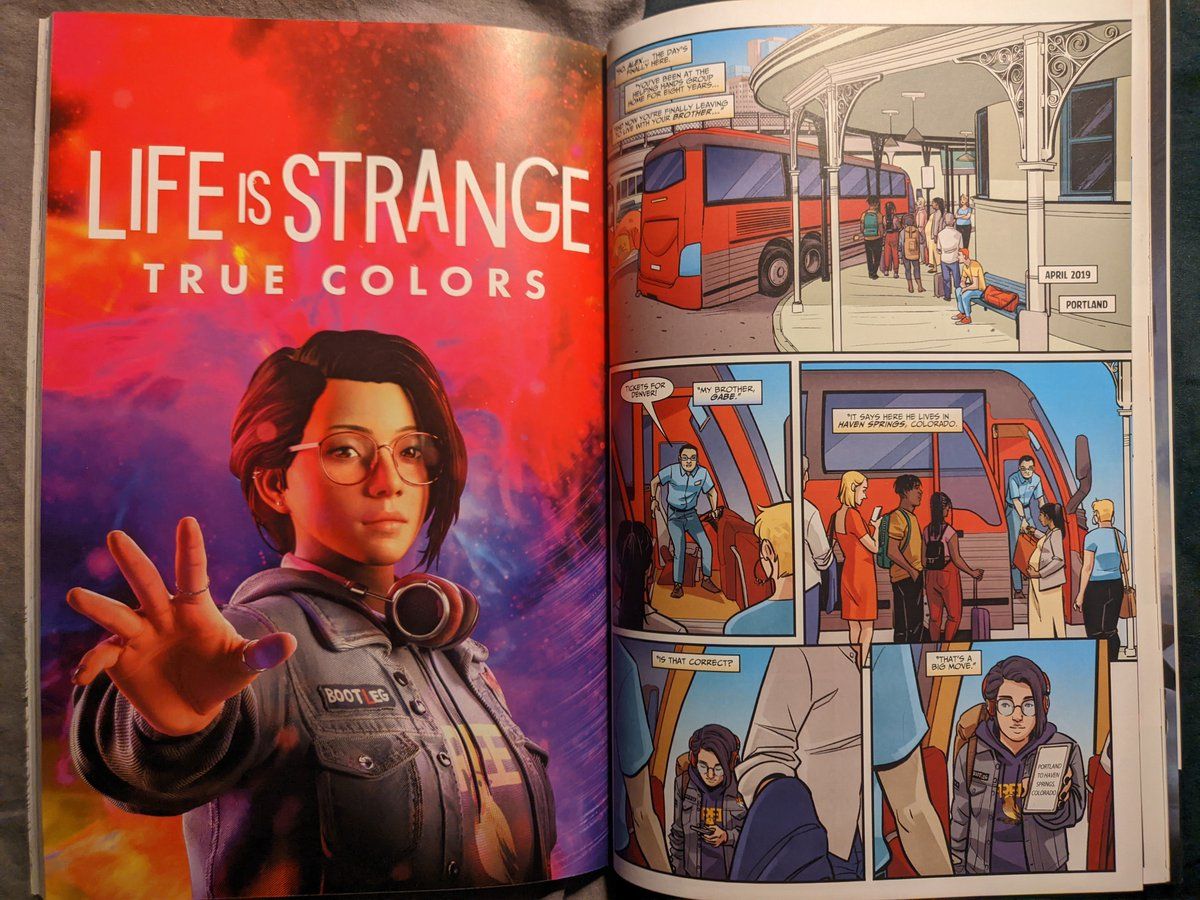 LIFE IS STRANGE
TRUE COLORS
BOOTLEG
"SO, ALEX... THE DAY'S
FINALLY HERE.
"YOU'VE BEEN AT THE
HELPING HANDS GROUP
HOME FOR EIGHT YEARS...
NOW YOU'RE FINALLY LEAVING
TO LIVE WITH YOUR BROTHER..."
APRIL 2019
PORTLAND
TICKETS FOR
DENVER!
"MY BROTHER,
GABE."
"IT SAYS HERE HE LIVES IN
HAVEN SPRINGS, COLORADO.
"IS THAT CORRECT?
"THAT'S A
BIG MOVE."
PORTLAND
TO HAVEN
SPRINGS,
COLORADO